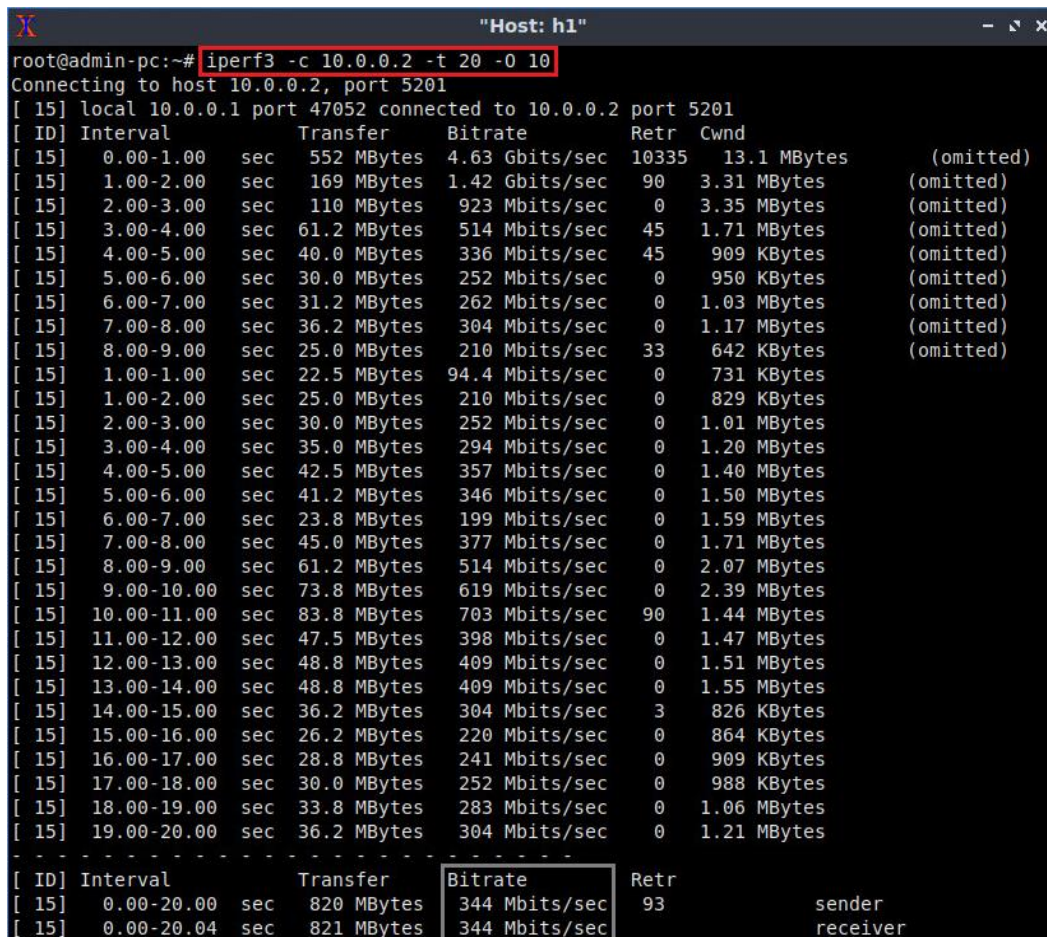 "Host: h1"
root@admin-pc:~# iperf3 -c 10.0.0.2 -t 20 -O 10
Connecting to host 10.0.0.2, port 5201
[ 15] local 10.0.0.1 port 47052 connected to 10.0.0.2 port 5201
[ ID] Interval Transfer Bitrate Retr Cwnd
[ 15] 0.00-1.00 sec 552 MBytes 4.63 Gbits/sec 10335 13.1 MBytes (omitted)
[ 15] 1.00-2.00 sec 169 MBytes 1.42 Gbits/sec 90 3.31 MBytes (omitted)
[ 15] 2.00-3.00 sec 110 MBytes 923 Mbits/sec 0 3.35 MBytes (omitted)
[ 15] 3.00-4.00 sec 61.2 MBytes 514 Mbits/sec 45 1.71 MBytes (omitted)
[ 15] 4.00-5.00 sec 40.0 MBytes 336 Mbits/sec 45 909 KBytes (omitted)
[ 15] 5.00-6.00 sec 30.0 MBytes 252 Mbits/sec 0 950 KBytes (omitted)
[ 15] 6.00-7.00 sec 31.2 MBytes 262 Mbits/sec 0 1.03 MBytes (omitted)
[ 15] 7.00-8.00 sec 36.2 MBytes 304 Mbits/sec 0 1.17 MBytes (omitted)
[ 15] 8.00-9.00 sec 25.0 MBytes 210 Mbits/sec 33 642 KBytes (omitted)
[ 15] 1.00-1.00 sec 22.5 MBytes 94.4 Mbits/sec 0 731 KBytes
[ 15] 1.00-2.00 sec 25.0 MBytes 210 Mbits/sec 0 829 KBytes
[ 15] 2.00-3.00 sec 30.0 MBytes 252 Mbits/sec 0 1.01 MBytes
[ 15] 3.00-4.00 sec 35.0 MBytes 294 Mbits/sec 0 1.20 MBytes
[ 15] 4.00-5.00 sec 42.5 MBytes 357 Mbits/sec 0 1.40 MBytes
[ 15] 5.00-6.00 sec 41.2 MBytes 346 Mbits/sec 0 1.50 MBytes
[ 15] 6.00-7.00 sec 23.8 MBytes 199 Mbits/sec 0 1.59 MBytes
[ 15] 7.00-8.00 sec 45.0 MBytes 377 Mbits/sec 0 1.71 MBytes
[ 15] 8.00-9.00 sec 61.2 MBytes 514 Mbits/sec 0 2.07 MBytes
[ 15] 9.00-10.00 sec 73.8 MBytes 619 Mbits/sec 0 2.39 MBytes
[ 15] 10.00-11.00 sec 83.8 MBytes 703 Mbits/sec 90 1.44 MBytes
[ 15] 11.00-12.00 sec 47.5 MBytes 398 Mbits/sec 0 1.47 MBytes
[ 15] 12.00-13.00 sec 48.8 MBytes 409 Mbits/sec 0 1.51 MBytes
[ 15] 13.00-14.00 sec 48.8 MBytes 409 Mbits/sec 0 1.55 MBytes
[ 15] 14.00-15.00 sec 36.2 MBytes 304 Mbits/sec 3 826 KBytes
[ 15] 15.00-16.00 sec 26.2 MBytes 220 Mbits/sec 0 864 KBytes
[ 15] 16.00-17.00 sec 28.8 MBytes 241 Mbits/sec 0 909 KBytes
[ 15] 17.00-18.00 sec 30.0 MBytes 252 Mbits/sec 0 988 KBytes
[ 15] 18.00-19.00 sec 33.8 MBytes 283 Mbits/sec 0 1.06 MBytes
[ 15] 19.00-20.00 sec 36.2 MBytes 304 Mbits/sec 0 1.21 MBytes
- - - - - - - - - - - - - - - - - - - - - - - - -
[ ID] Interval Transfer Bitrate Retr
[ 15] 0.00-20.00 sec 820 MBytes 344 Mbits/sec 93 sender
[ 15] 0.00-20.04 sec 821 MBytes 344 Mbits/sec receiver